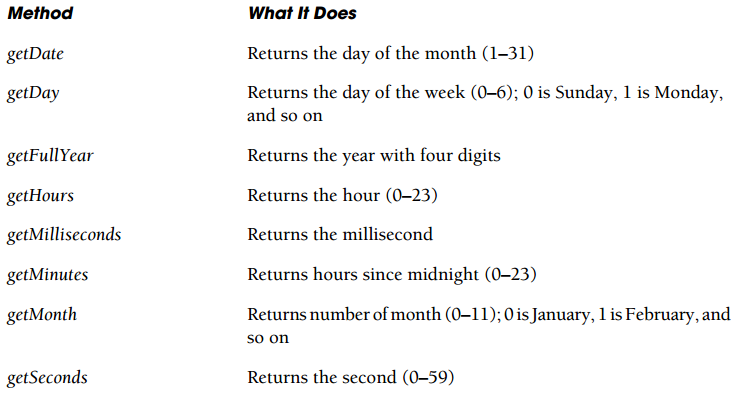 Method What It Does
getDate Returns the day of the month (1–31)
getDay Returns the day of the week (0–6); 0 is Sunday, 1 is Monday,
and so on
getFullYear Returns the year with four digits
getHours Returns the hour (0–23)
getMilliseconds Returns the millisecond
getMinutes Returns hours since midnight (0–23)
getMonth Returns number of month (0–11); 0 is January, 1 is February, and
so on
getSeconds Returns the second (0–59)